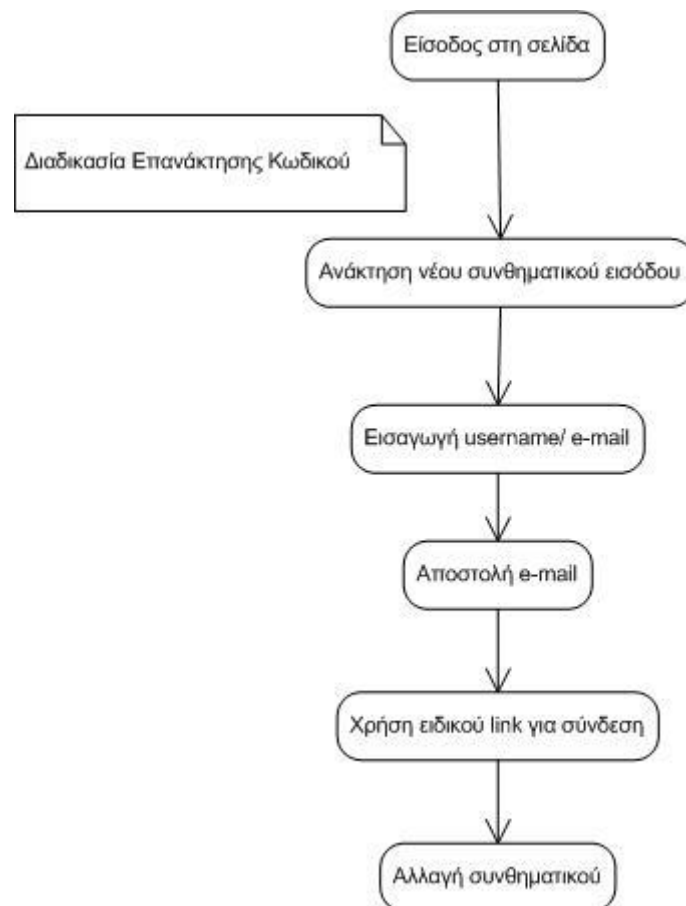 Είσοδος στη σελίδα
Διαδικασία Επανάκτησης Κωδικού
Ανάκτηση νέου συνθηματικού εισόδου
Εισαγωγή username/ e-mail
Αποστολή e-mail
Χρήση ειδικού link για σύνδεση
Αλλαγή συνθηματικού